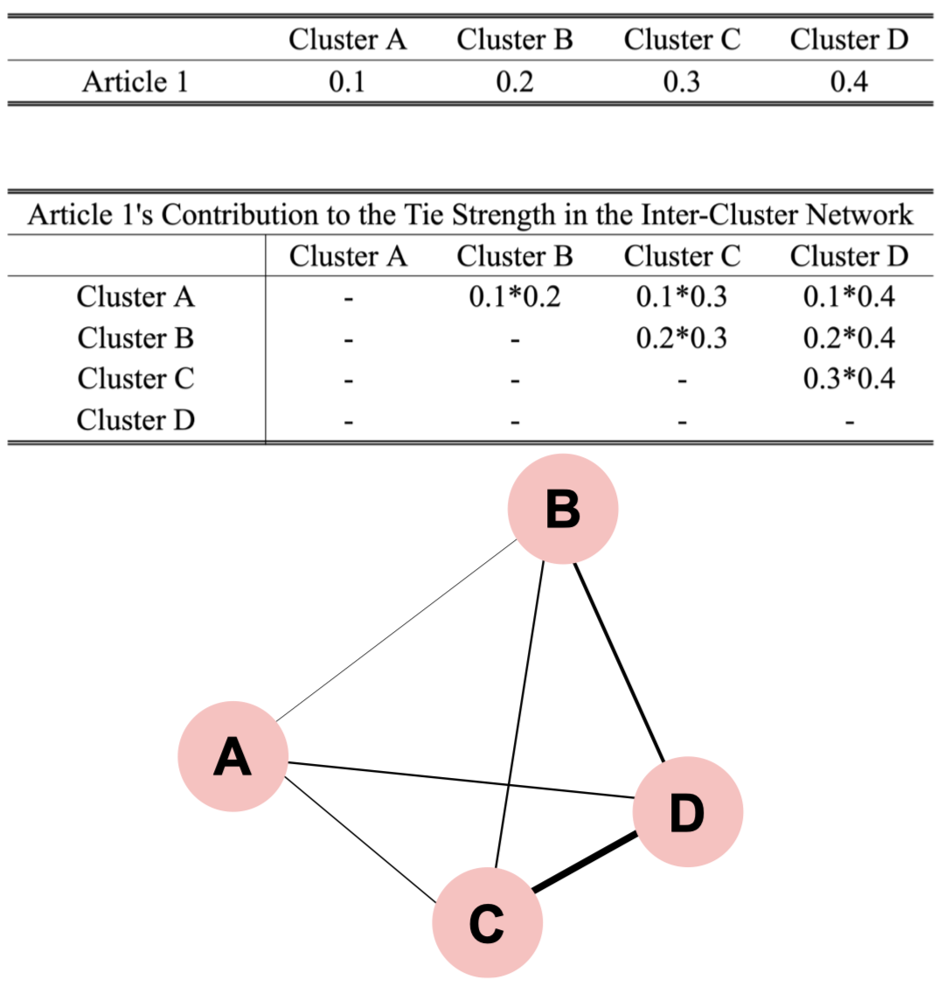 Cluster A Cluster B Cluster C Cluster D
Article 1 0.1 0.2 0.3 0.4
Article 1's Contribution to the Tie Strength in the Inter-Cluster Network
Cluster A Cluster B Cluster C Cluster D
Cluster A - 0.1*0.2 0.1*0.3 0.1*0.4
Cluster B - - 0.2*0.3 0.2*0.4
Cluster C - - - 0.3*0.4
Cluster D - - - -
B
A
D
C